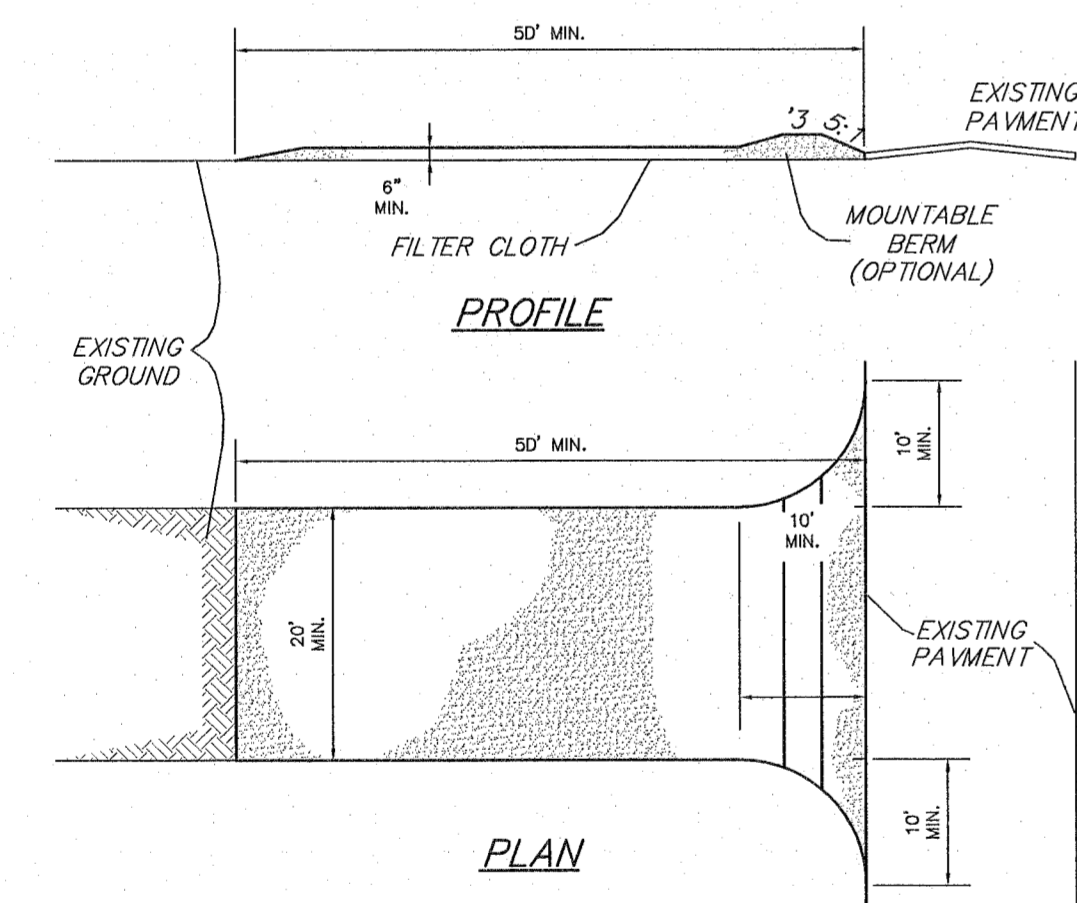 5D' MIN.
EXISTING
PAVMENT
'3 5:1
6"
MIN.
FILTER CLOTH
MOUNTABLE
BERM
(OPTIONAL)
PROFILE
EXISTING
GROUND
5D' MIN.
10'
MIN.
10'
MIN.
20'
MIN.
EXISTING
PAVMENT
10'
MIN.
PLAN